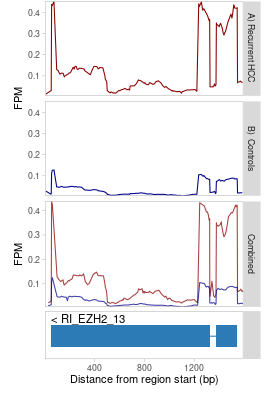 0.4
0.3
0.2
0.1
FPM
A) Recurrent HCC
0.4
0.3
0.2
0.1
B) Controls
0.4
0.3
0.2
0.1
FPM
Combined
< RI_EZH2_13
400 800 1200
Distance from region start (bp)